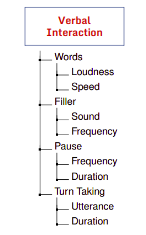 Verbal
Interaction
Words
Loudness
Speed
Filler
Sound
Frequency
Pause
Frequency
Duration
Turn Taking
Utterance
Duration